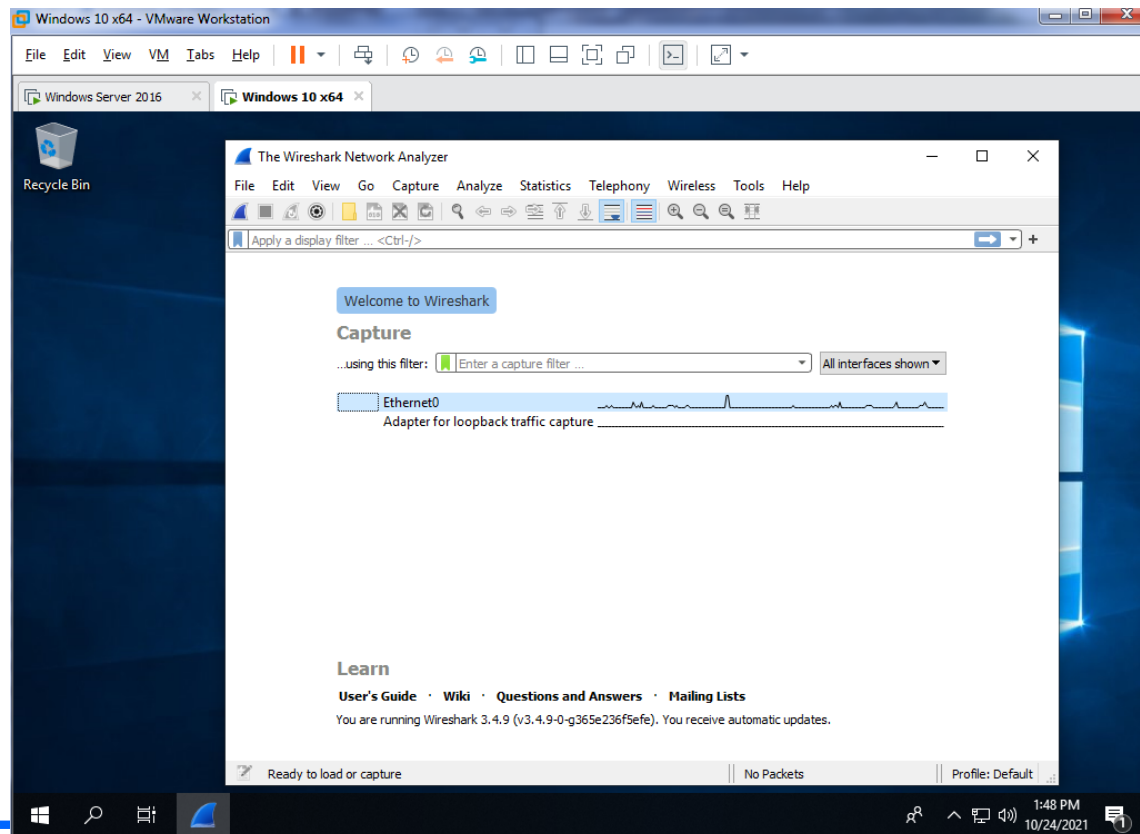 Windows 10 x64 - VMware Workstation
File Edit View VM Tabs Help
Windows Server 2016
Windows 10 x64
Recycle Bin
The Wireshark Network Analyzer
File Edit View Go Capture Analyze Statistics Telephony Wireless Tools Help
Apply a display filter ... <Ctrl-/>
Welcome to Wireshark
Capture
...using this filter: Enter a capture filter ... All interfaces shown
Ethernet0
Adapter for loopback traffic capture
Learn
User's Guide · Wiki · Questions and Answers · Mailing Lists
You are running Wireshark 3.4.9 (v3.4.9-0-g365e236f5efe). You receive automatic updates.
Ready to load or capture No Packets Profile: Default
1:48 PM
10/24/2021
1